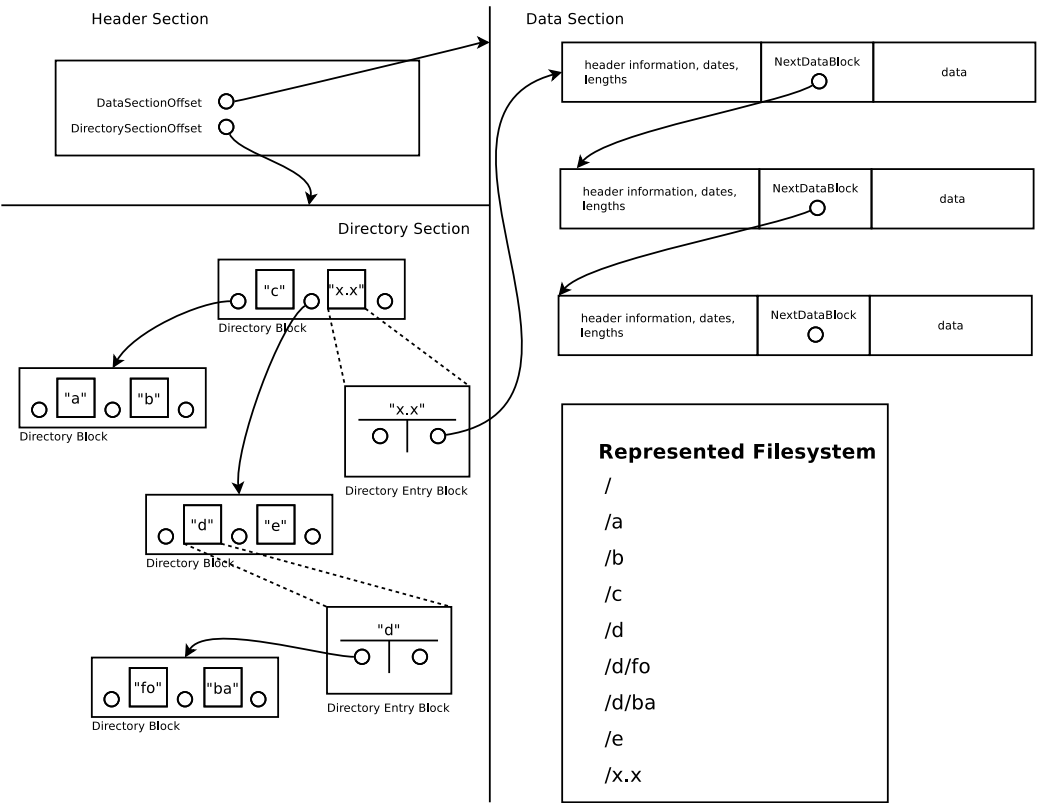 Header Section
DataSectionOffset
DirectorySectionOffset
Directory Section
"c"
"x.x"
Directory Block
"a"
"b"
Directory Block
"x.x"
Directory Entry Block
"d"
"e"
Directory Block
"d"
Directory Entry Block
"fo"
"ba"
Directory Block
Data Section
header information, dates,
lengths
NextDataBlock
data
header information, dates,
lengths
NextDataBlock
data
header information, dates,
lengths
NextDataBlock
data
Represented Filesystem
/
/a
/b
/c
/d
/d/fo
/d/ba
/e
/x.x